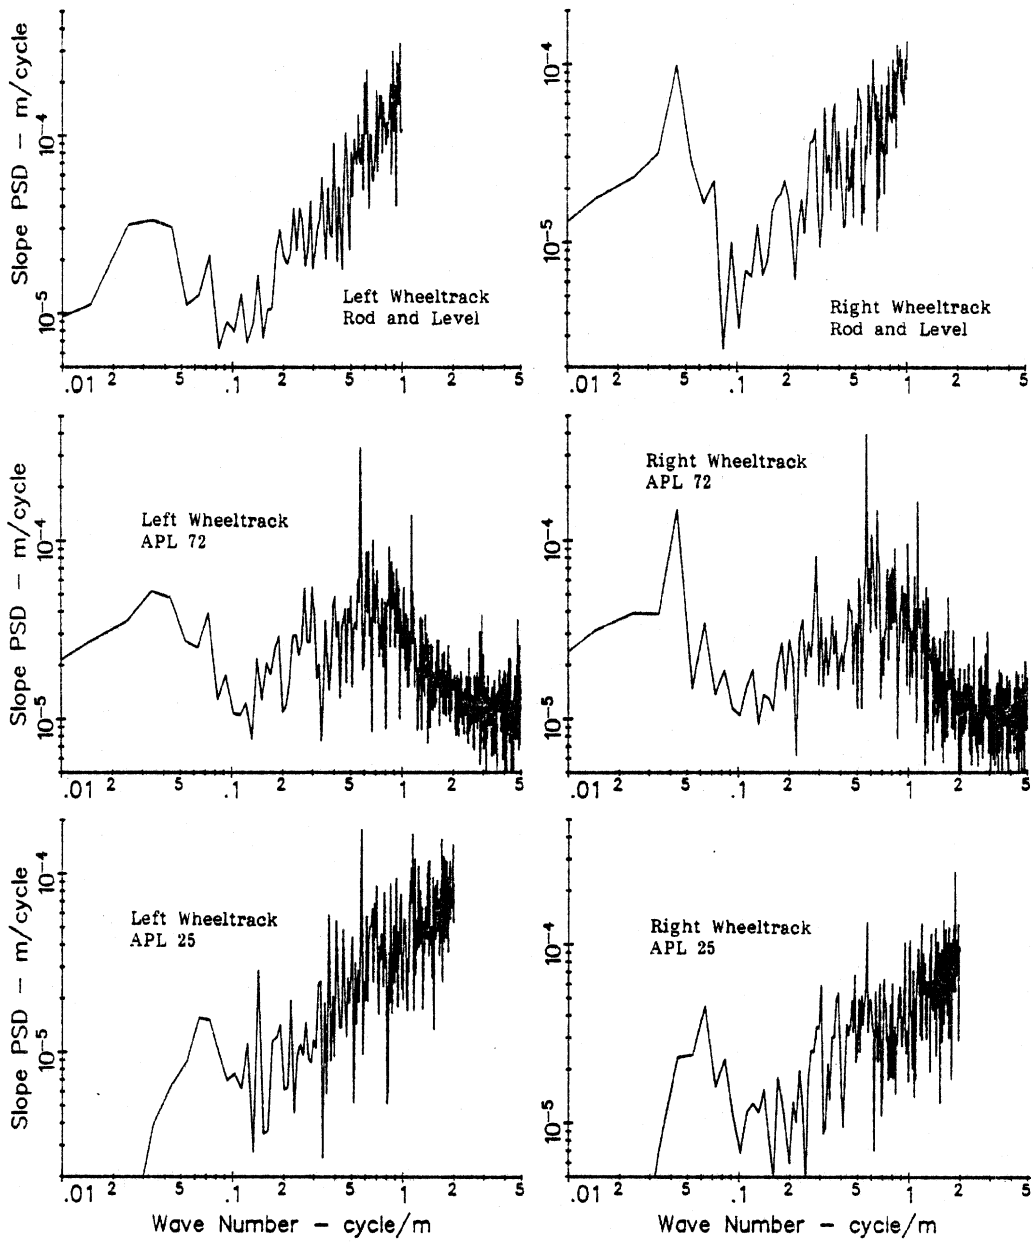 Slope PSD – m/cycle
10⁻⁴
10⁻⁵
Left Wheeltrack
Rod and Level
.01 2 5 .1 2 5 1 2 5
10⁻⁴
10⁻⁵
Right Wheeltrack
Rod and Level
.01 2 5 .1 2 5 1 2 5
Slope PSD – m/cycle
10⁻⁴
10⁻⁵
Left Wheeltrack
APL 72
.01 2 5 .1 2 5 1 2 5
10⁻⁴
10⁻⁵
Right Wheeltrack
APL 72
.01 2 5 .1 2 5 1 2 5
Slope PSD – m/cycle
10⁻⁴
10⁻⁵
Left Wheeltrack
APL 25
.01 2 5 .1 2 5 1 2 5
Wave Number – cycle/m
10⁻⁴
10⁻⁵
Right Wheeltrack
APL 25
.01 2 5 .1 2 5 1 2 5
Wave Number – cycle/m